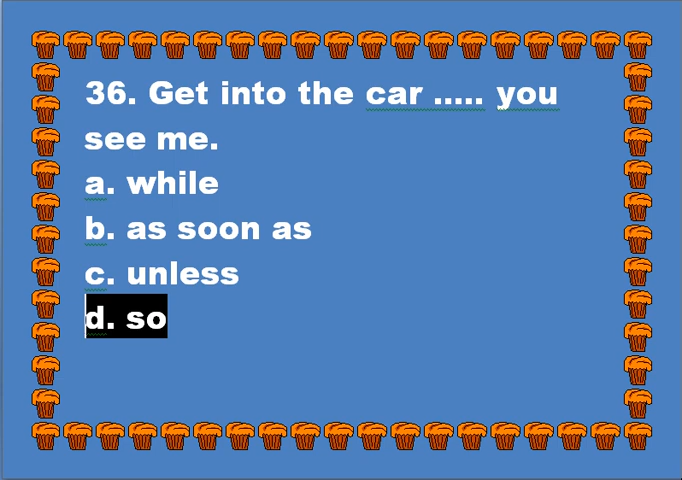 36. Get into the car ..... you
see me.
a. while
b. as soon as
c. unless
d. so